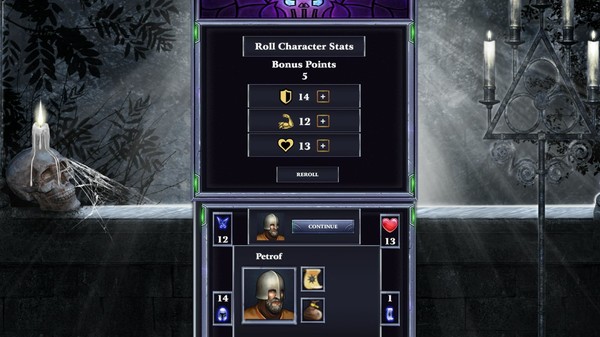 Roll Character Stats
Bonus Points
5
14 +
12 +
13 +
REROLL
12
CONTINUE
13
Petrof
14
1